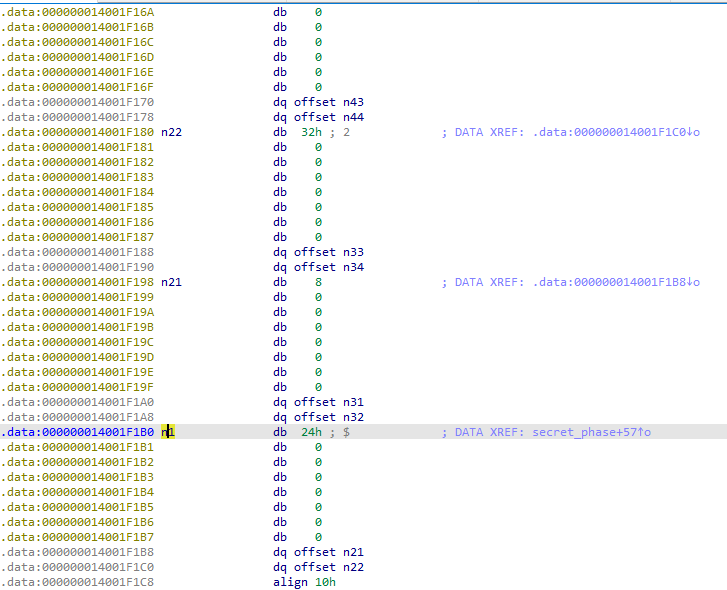 .data:000000014001F16A db 0
.data:000000014001F16B db 0
.data:000000014001F16C db 0
.data:000000014001F16D db 0
.data:000000014001F16E db 0
.data:000000014001F16F db 0
.data:000000014001F170 dq offset n43
.data:000000014001F178 dq offset n44
.data:000000014001F180 n22 db 32h ; 2 ; DATA XREF: .data:000000014001F1C0↓o
.data:000000014001F181 db 0
.data:000000014001F182 db 0
.data:000000014001F183 db 0
.data:000000014001F184 db 0
.data:000000014001F185 db 0
.data:000000014001F186 db 0
.data:000000014001F187 db 0
.data:000000014001F188 dq offset n33
.data:000000014001F190 dq offset n34
.data:000000014001F198 n21 db 8 ; DATA XREF: .data:000000014001F1B8↓o
.data:000000014001F199 db 0
.data:000000014001F19A db 0
.data:000000014001F19B db 0
.data:000000014001F19C db 0
.data:000000014001F19D db 0
.data:000000014001F19E db 0
.data:000000014001F19F db 0
.data:000000014001F1A0 dq offset n31
.data:000000014001F1A8 dq offset n32
.data:000000014001F1B0 n1 db 24h ; $ ; DATA XREF: secret_phase+57↑o
.data:000000014001F1B1 db 0
.data:000000014001F1B2 db 0
.data:000000014001F1B3 db 0
.data:000000014001F1B4 db 0
.data:000000014001F1B5 db 0
.data:000000014001F1B6 db 0
.data:000000014001F1B7 db 0
.data:000000014001F1B8 dq offset n21
.data:000000014001F1C0 dq offset n22
.data:000000014001F1C8 align 10h